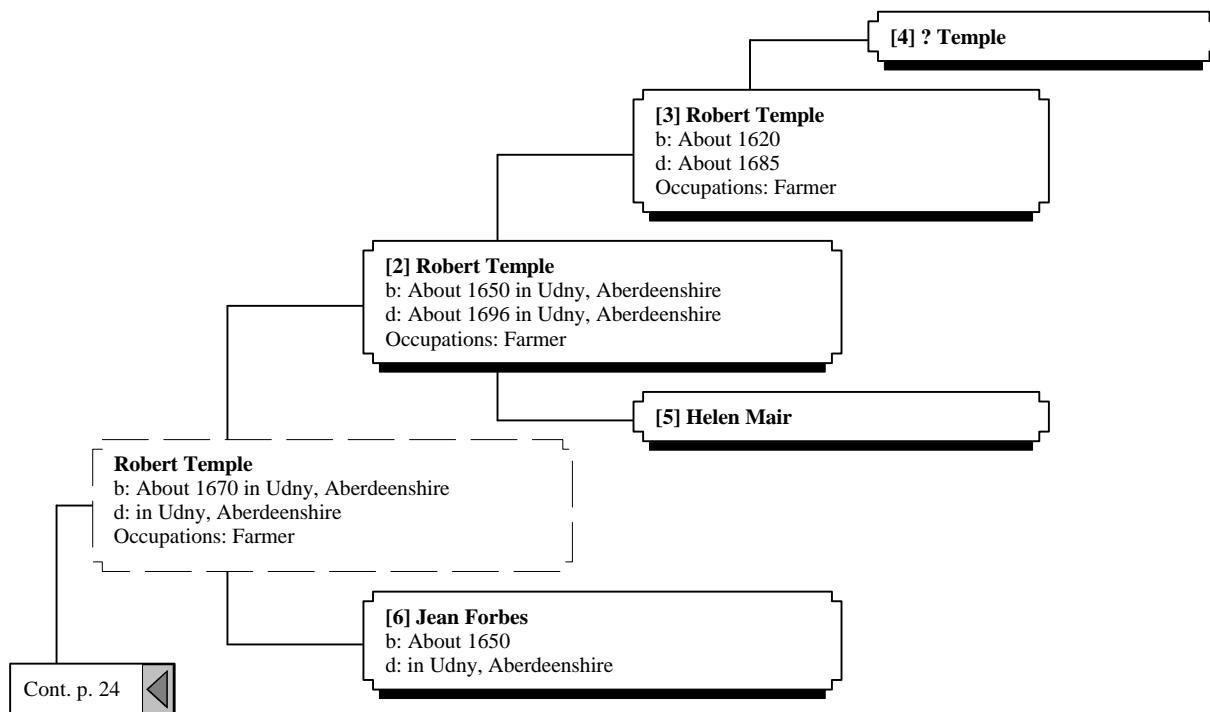 [4] ? Temple
[3] Robert Temple
b: About 1620
d: About 1685
Occupations: Farmer
[2] Robert Temple
b: About 1650 in Udny, Aberdeenshire
d: About 1696 in Udny, Aberdeenshire
Occupations: Farmer
[5] Helen Mair
Robert Temple
b: About 1670 in Udny, Aberdeenshire
d: in Udny, Aberdeenshire
Occupations: Farmer
[6] Jean Forbes
b: About 1650
d: in Udny, Aberdeenshire
Cont. p. 24